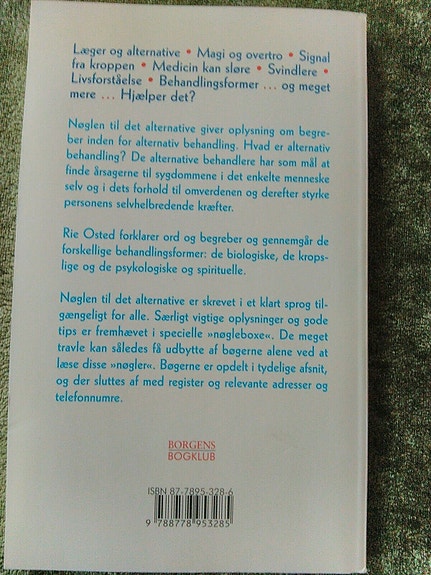 Læger og alternative • Magi og overtro • Signal
fra kroppen • Medicin kan sløre • Svindlere •
Livsforståelse • Behandlingsformer ... og meget
mere ... Hjælper det?
Nøglen til det alternative giver oplysning om begre-
ber inden for alternativ behandling. Hvad er alternativ
behandling? De alternative behandlere har som mål at
finde årsagerne til sygdommene i det enkelte menneske
selv og i dets forhold til omverdenen og derefter styrke
personens selvhelbredende kræfter.
Rie Osted forklarer ord og begreber og gennemgår de
forskellige behandlingsformer: de biologiske, de krops-
lige og de psykologiske og spirituelle.
Nøglen til det alternative er skrevet i et klart sprog til-
gængeligt for alle. Særligt vigtige oplysninger og gode
tips er fremhævet i specielle »nøgleboxe«. De meget
travle kan således få udbytte af bøgerne alene ved at
læse disse »nøgler«. Bøgerne er opdelt i tydelige afsnit,
og der sluttes af med register og relevante adresser og
telefonnumre.
BORGENS
BOGKLUB
ISBN 87-7895-328-6
9 788778 953285